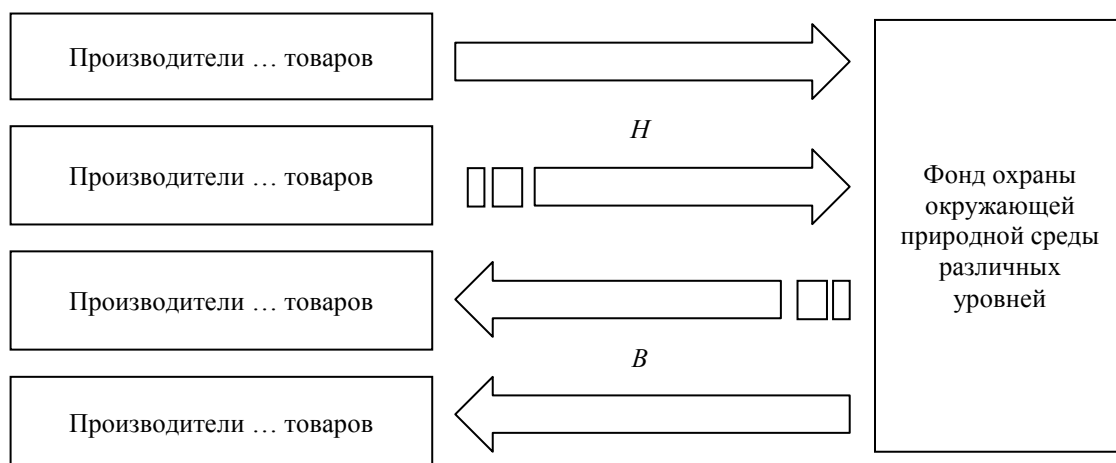 Производители … товаров
Н
Производители … товаров
Фонд охраны
окружающей
природной среды
различных
уровней
Производители … товаров
В
Производители … товаров